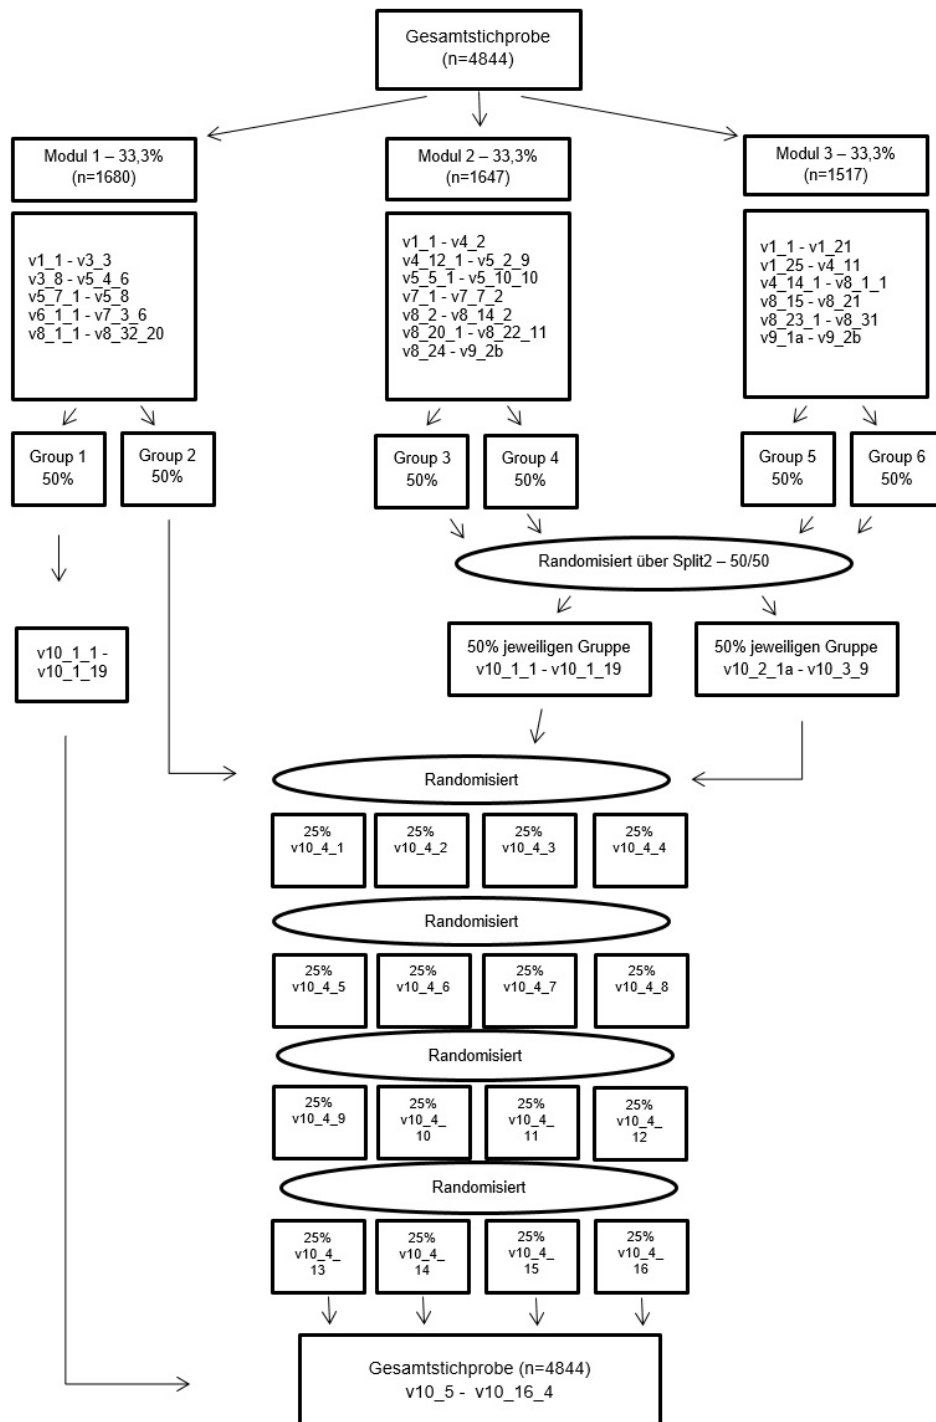 Gesamtstichprobe
(n=4844)
Modul 1 – 33,3%
(n=1680)
Modul 2 – 33,3%
(n=1647)
Modul 3 – 33,3%
(n=1517)
v1_1 - v3_3
v3_8 - v5_4_6
v5_7_1 - v5_8
v6_1_1 - v7_3_6
v8_1_1 - v8_32_20
v1_1 - v4_2
v4_12_1 - v5_2_9
v5_5_1 - v5_10_10
v7_1 - v7_7_2
v8_2 - v8_14_2
v8_20_1 - v8_22_11
v8_24 - v9_2b
v1_1 - v1_21
v1_25 - v4_11
v4_14_1 - v8_1_1
v8_15 - v8_21
v8_23_1 - v8_31
v9_1a - v9_2b
Group 1
50%
Group 2
50%
Group 3
50%
Group 4
50%
Group 5
50%
Group 6
50%
Randomisiert über Split2 – 50/50
v10_1_1 -
v10_1_19
50% jeweiligen Gruppe
v10_1_1 - v10_1_19
50% jeweiligen Gruppe
v10_2_1a - v10_3_9
Randomisiert
25%
v10_4_1
25%
v10_4_2
25%
v10_4_3
25%
v10_4_4
Randomisiert
25%
v10_4_5
25%
v10_4_6
25%
v10_4_7
25%
v10_4_8
Randomisiert
25%
v10_4_9
25%
v10_4_
10
25%
v10_4_
11
25%
v10_4_
12
Randomisiert
25%
v10_4_
13
25%
v10_4_
14
25%
v10_4_
15
25%
v10_4_
16
Gesamtstichprobe (n=4844)
v10_5 - v10_16_4